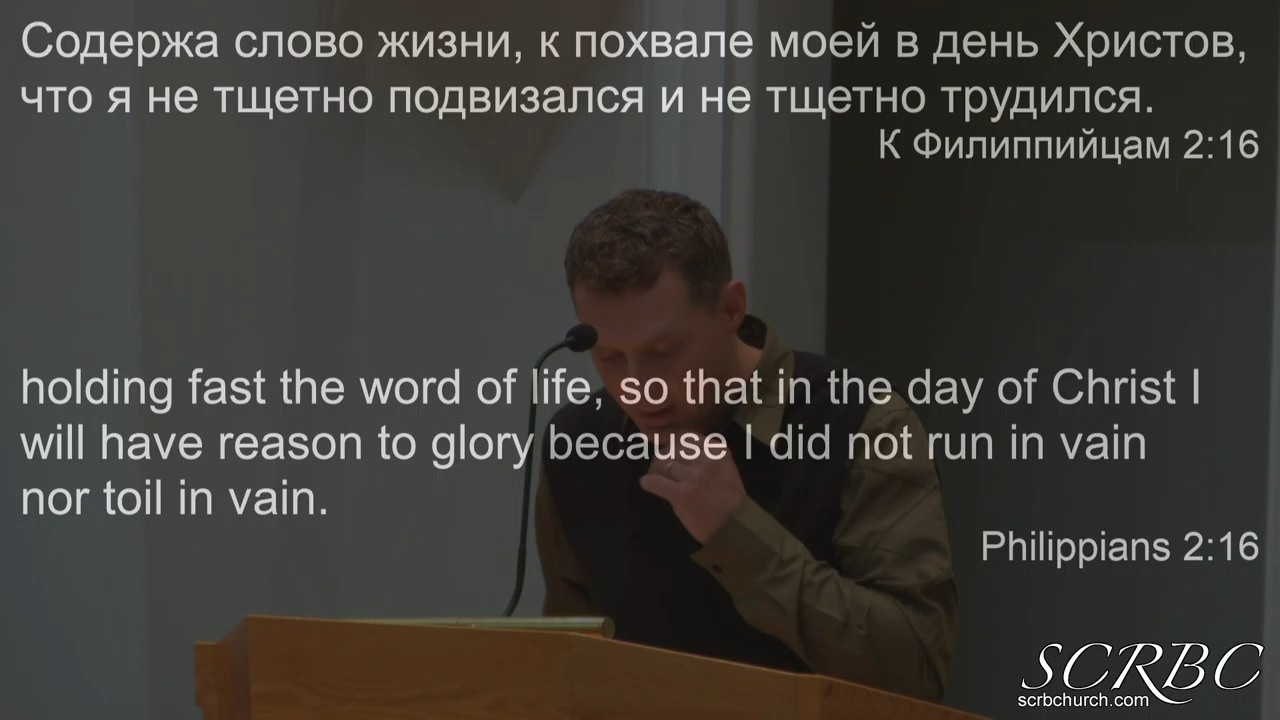 Содержа слово жизни, к похвале моей в день Христов,
что я не тщетно подвизался и не тщетно трудился.
К Филиппийцам 2:16
holding fast the word of life, so that in the day of Christ I
will have reason to glory because I did not run in vain
nor toil in vain.
Philippians 2:16
SCRBC
scrbchurch.com